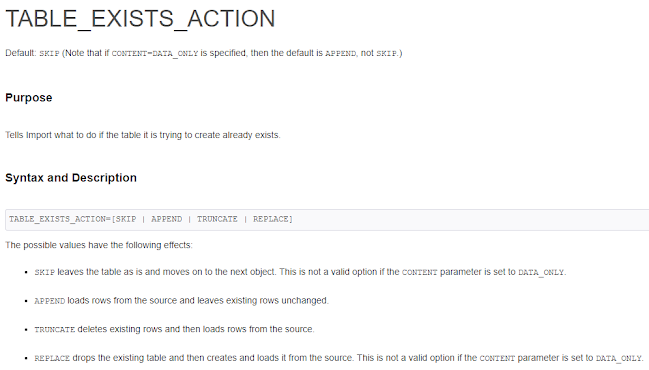 TABLE_EXISTS_ACTION
Default: SKIP (Note that if CONTENT=DATA_ONLY is specified, then the default is APPEND, not SKIP.)
Purpose
Tells Import what to do if the table it is trying to create already exists.
Syntax and Description
TABLE_EXISTS_ACTION=[SKIP | APPEND | TRUNCATE | REPLACE]
The possible values have the following effects:
• SKIP leaves the table as is and moves on to the next object. This is not a valid option if the CONTENT parameter is set to DATA_ONLY.
• APPEND loads rows from the source and leaves existing rows unchanged.
• TRUNCATE deletes existing rows and then loads rows from the source.
• REPLACE drops the existing table and then creates and loads it from the source. This is not a valid option if the CONTENT parameter is set to DATA_ONLY.